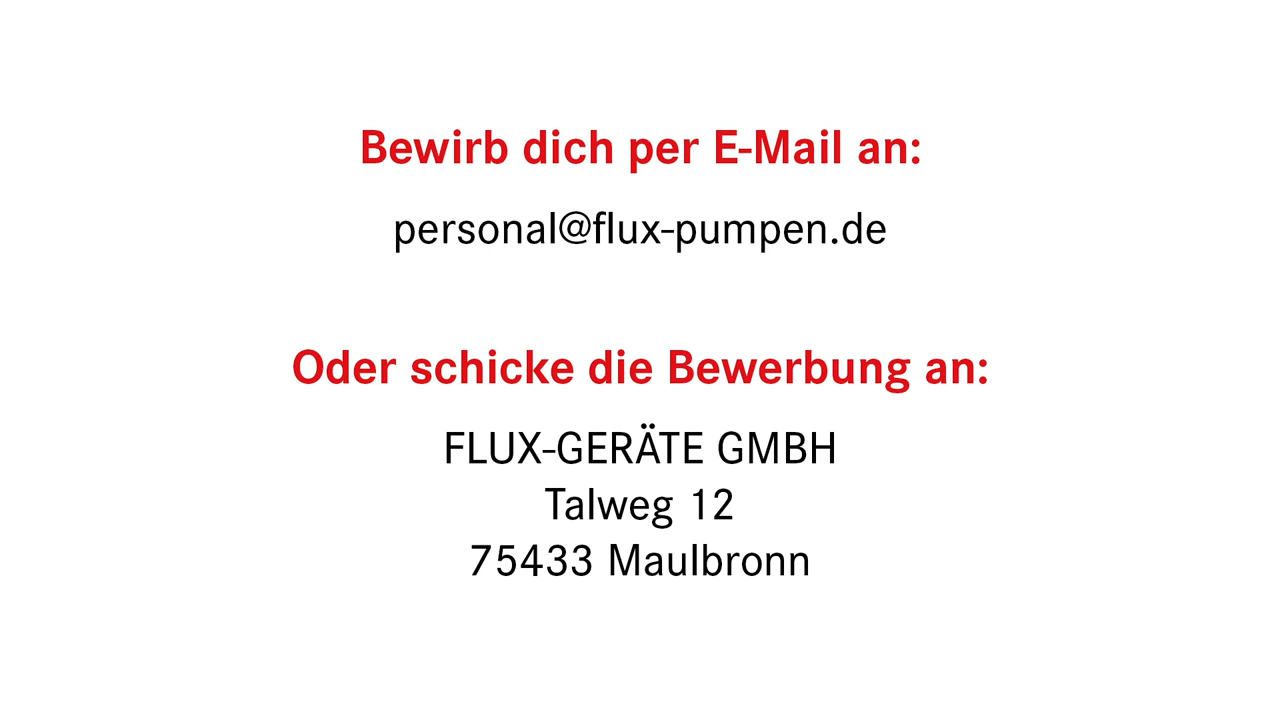 Bewirb dich per E-Mail an:
personal@flux-pumpen.de
Oder schicke die Bewerbung an:
FLUX-GERÄTE GMBH
Talweg 12
75433 Maulbronn